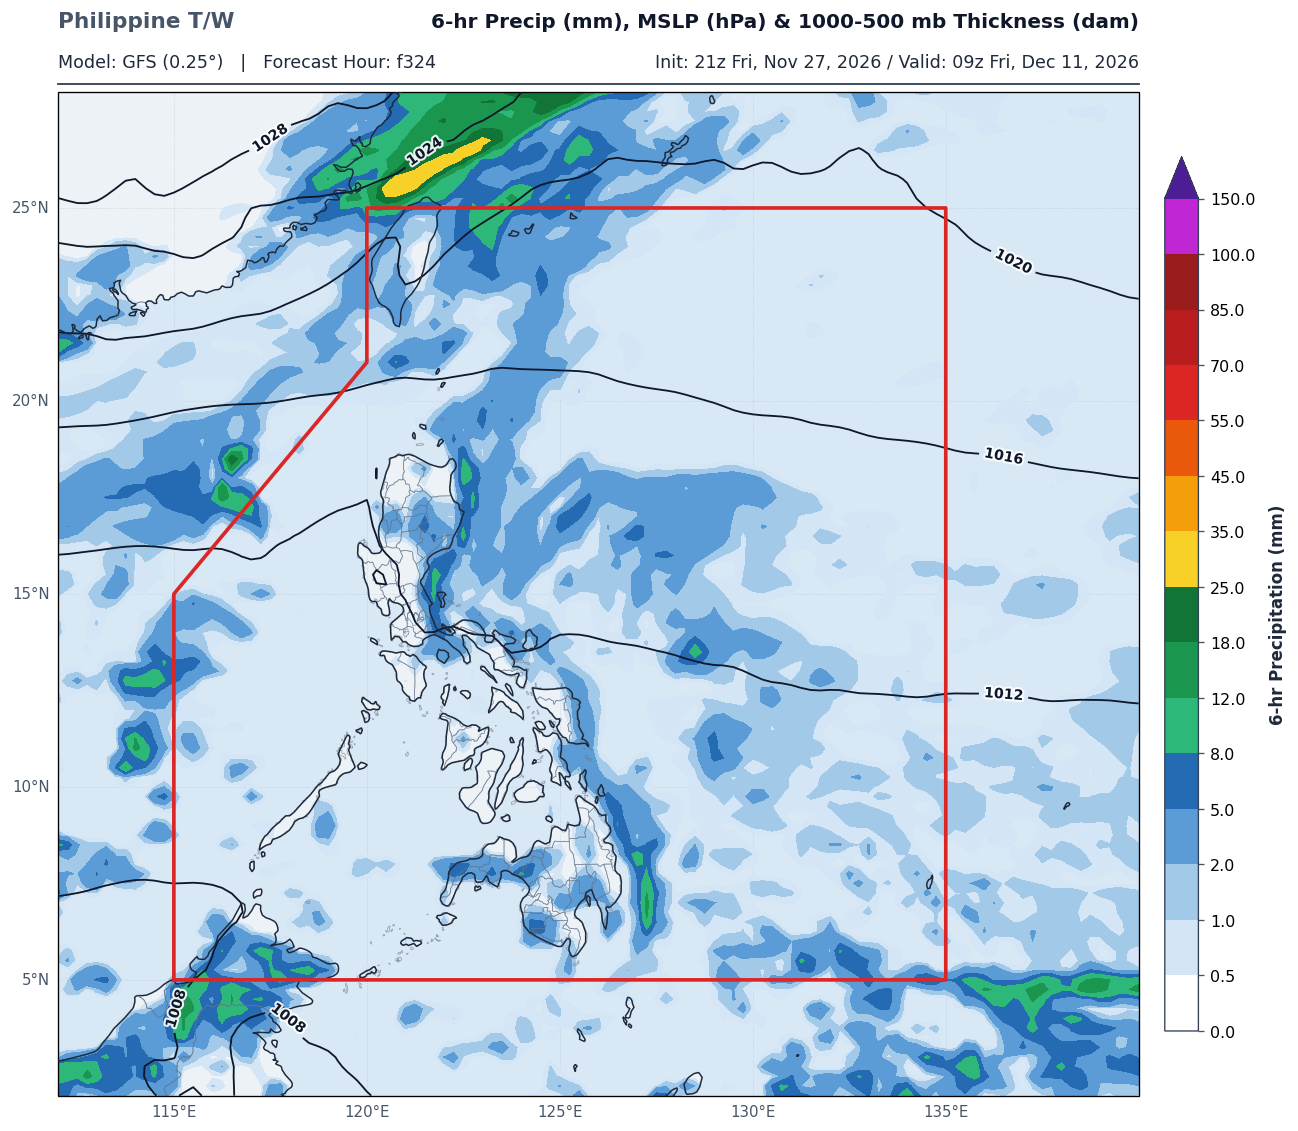 Philippine T/W
6-hr Precip (mm), MSLP (hPa) & 1000-500 mb Thickness (dam)
Model: GFS (0.25°) | Forecast Hour: f324
Init: 21z Fri, Nov 27, 2026 / Valid: 09z Fri, Dec 11, 2026
1028
1024
1020
1016
1012
1008
1008
25°N
20°N
15°N
10°N
5°N
115°E
120°E
125°E
130°E
135°E
150.0
100.0
85.0
70.0
55.0
45.0
35.0
25.0
18.0
12.0
8.0
5.0
2.0
1.0
0.5
0.0
6-hr Precipitation (mm)